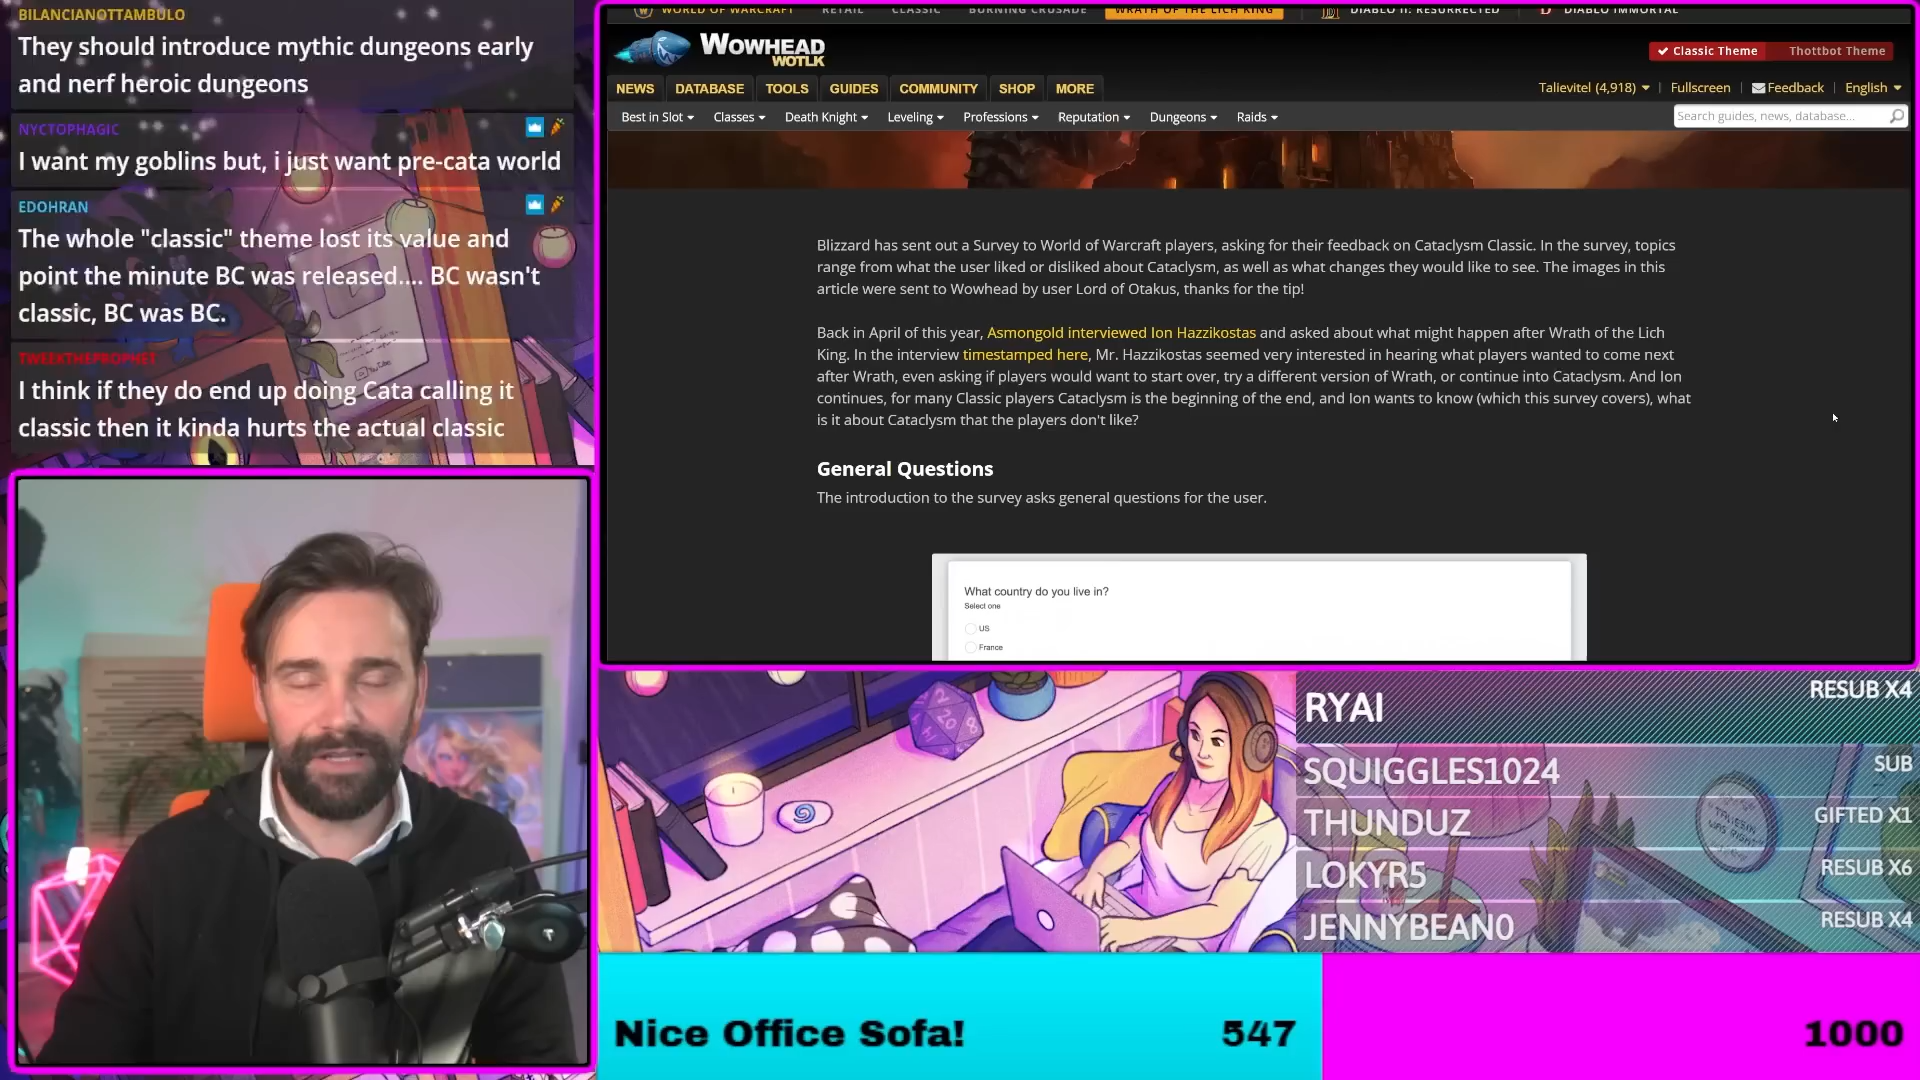 BILANCIANOTTAMBULO
They should introduce mythic dungeons early
and nerf heroic dungeons
NYCTOPHAGIC
I want my goblins but, i just want pre-cata world
EDOHRAN
The whole "classic" theme lost its value and
point the minute BC was released.... BC wasn't
classic, BC was BC.
TWEEKTHEPROPHET
I think if they do end up doing Cata calling it
classic then it kinda hurts the actual classic
WORLD OF WARCRAFT RETAIL CLASSIC BURNING CRUSADE WRATH OF THE LICH KING DIABLO II: RESURRECTED DIABLO IMMORTAL
WOWHEAD
WOTLK
Classic Theme Thottbot Theme
NEWS DATABASE TOOLS GUIDES COMMUNITY SHOP MORE
Talievitel (4,918) Fullscreen Feedback English
Best in Slot Classes Death Knight Leveling Professions Reputation Dungeons Raids
Search guides, news, database...
Blizzard has sent out a Survey to World of Warcraft players, asking for their feedback on Cataclysm Classic. In the survey, topics
range from what the user liked or disliked about Cataclysm, as well as what changes they would like to see. The images in this
article were sent to Wowhead by user Lord of Otakus, thanks for the tip!
Back in April of this year, Asmongold interviewed Ion Hazzikostas and asked about what might happen after Wrath of the Lich
King. In the interview timestamped here, Mr. Hazzikostas seemed very interested in hearing what players wanted to come next
after Wrath, even asking if players would want to start over, try a different version of Wrath, or continue into Cataclysm. And Ion
continues, for many Classic players Cataclysm is the beginning of the end, and Ion wants to know (which this survey covers), what
is it about Cataclysm that the players don't like?
General Questions
The introduction to the survey asks general questions for the user.
What country do you live in?
Select one
US
France
RYAI RESUB X4
SQUIGGLES1024 SUB
THUNDUZ GIFTED X1
LOKYR5 RESUB X6
JENNYBEAN0 RESUB X4
Nice Office Sofa! 547
1000